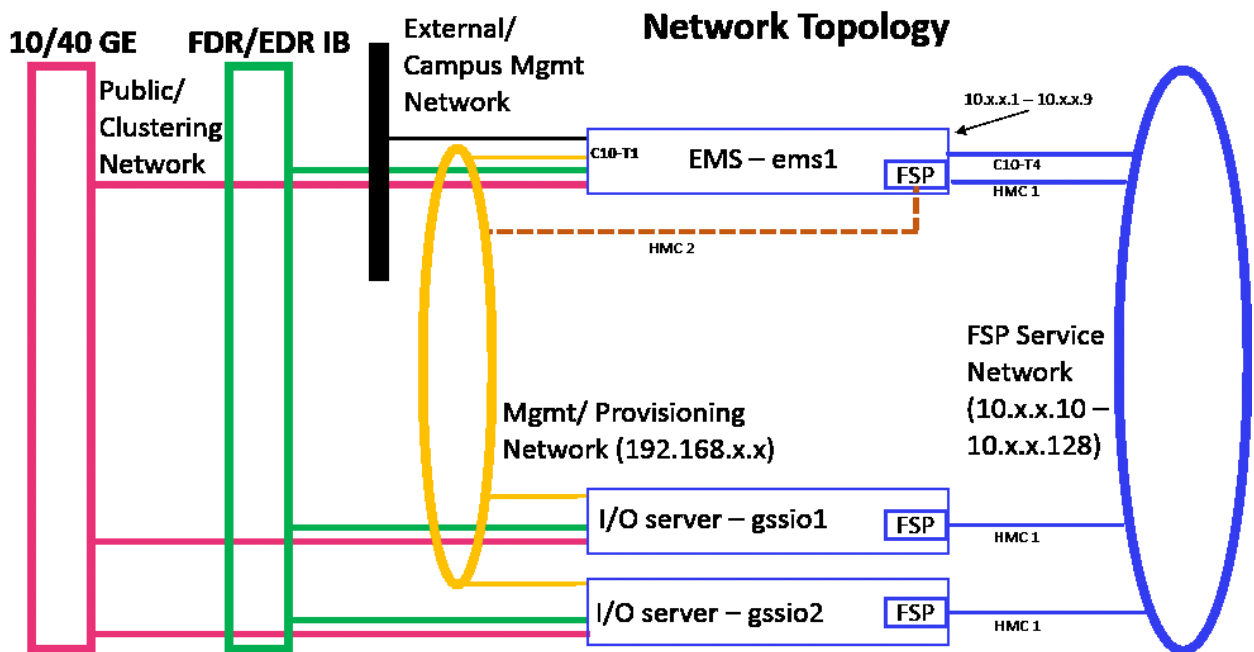 Network Topology
10/40 GE
FDR/EDR IB
External/
Campus Mgmt
Network
Public/
Clustering
Network
10.x.x.1 – 10.x.x.9
C10-T1
EMS – ems1
FSP
C10-T4
HMC 1
HMC 2
FSP Service
Network
(10.x.x.10 –
10.x.x.128)
Mgmt/ Provisioning
Network (192.168.x.x)
I/O server – gssio1
FSP
HMC 1
I/O server – gssio2
FSP
HMC 1